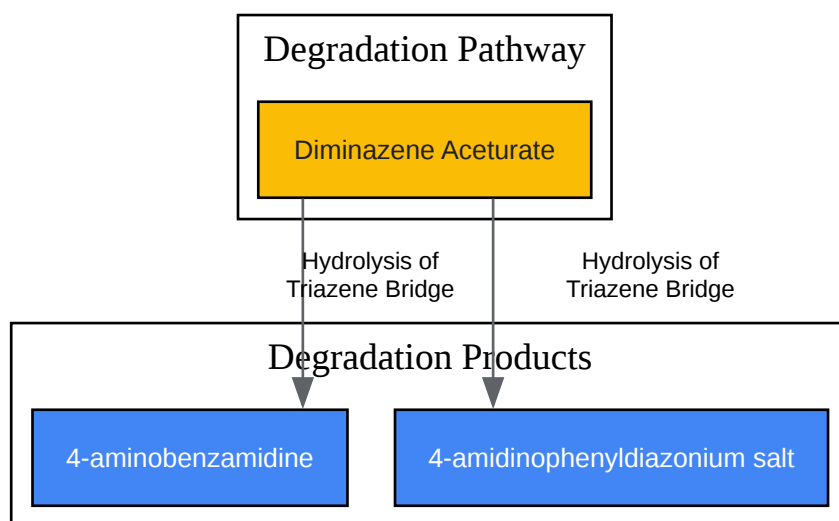 Degradation Pathway
Diminazene Aceturate
Hydrolysis of
Triazene Bridge
Hydrolysis of
Triazene Bridge
Degradation Products
4-aminobenzamidine
4-amidinophenyldiazonium salt